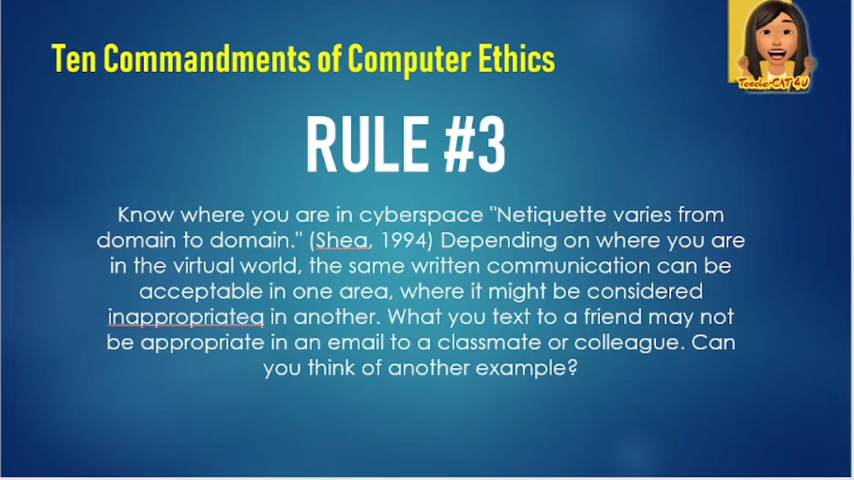 Ten Commandments of Computer Ethics
TeacherCAT4U
RULE #3
Know where you are in cyberspace "Netiquette varies from
domain to domain." (Shea, 1994) Depending on where you are
in the virtual world, the same written communication can be
acceptable in one area, where it might be considered
inappropriateq in another. What you text to a friend may not
be appropriate in an email to a classmate or colleague. Can
you think of another example?